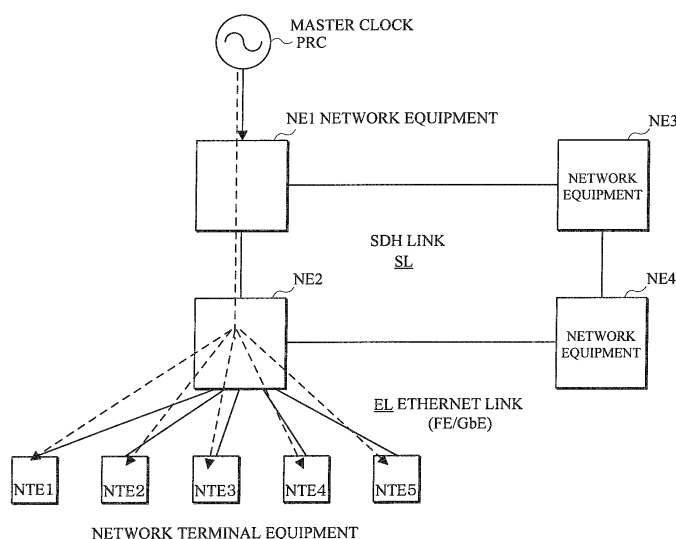 MASTER CLOCK
PRC
NE1 NETWORK EQUIPMENT
NE3
NETWORK
EQUIPMENT
SDH LINK
SL
NE2
NE4
NETWORK
EQUIPMENT
EL ETHERNET LINK
(FE/GbE)
NTE1
NTE2
NTE3
NTE4
NTE5
NETWORK TERMINAL EQUIPMENT